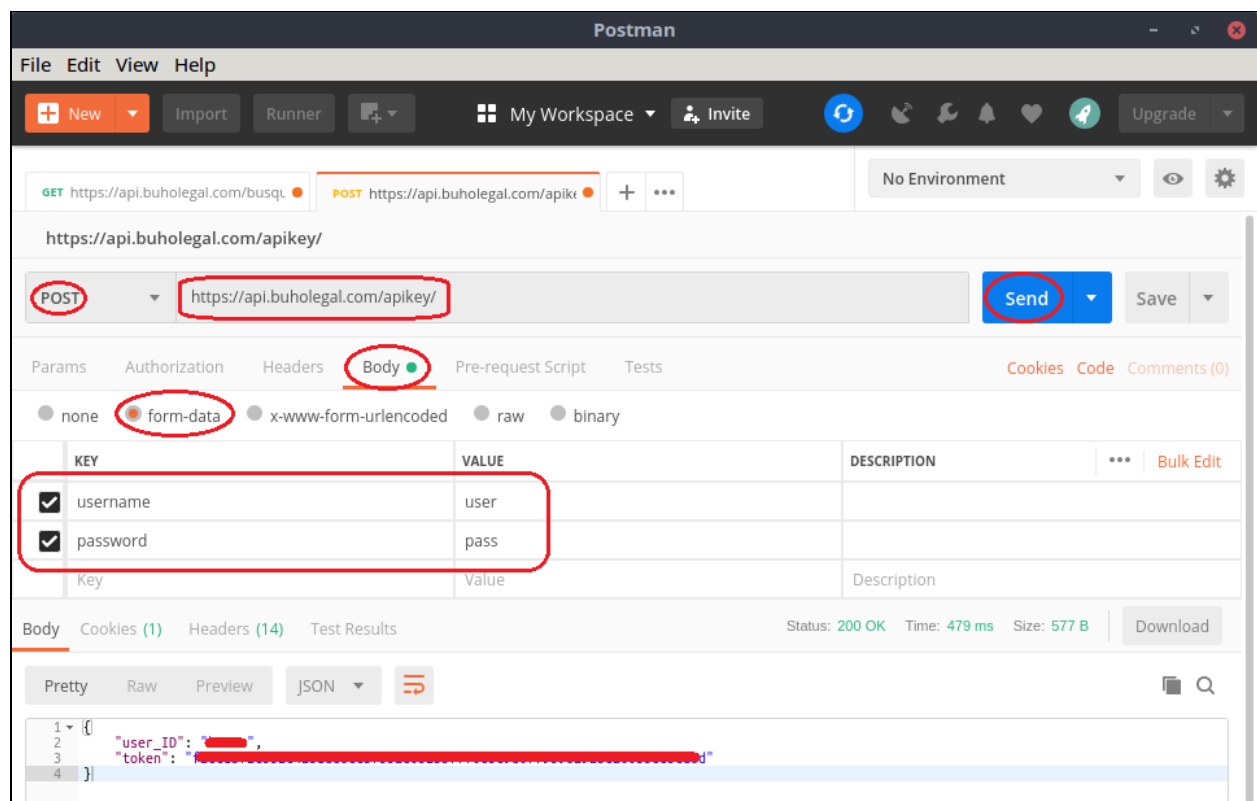 Postman
File Edit View Help
New Import Runner My Workspace Invite Upgrade
GET https://api.buholegal.com/busqu POST https://api.buholegal.com/apike No Environment
https://api.buholegal.com/apikey/
POST https://api.buholegal.com/apikey/ Send Save
Params Authorization Headers Body Pre-request Script Tests Cookies Code Comments (0)
none form-data x-www-form-urlencoded raw binary
KEY VALUE DESCRIPTION ••• Bulk Edit
username user
password pass
Key Value Description
Body Cookies (1) Headers (14) Test Results Status: 200 OK Time: 479 ms Size: 577 B Download
Pretty Raw Preview JSON
1 {
2 "user_ID": "",
3 "token": "
4 }